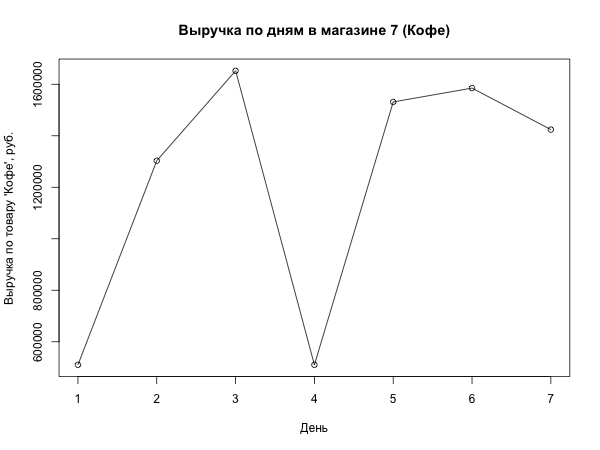 Выручка по дням в магазине 7 (Кофе)
Выручка по товару 'Кофе', руб.
1600000
1200000
800000
600000
1 2 3 4 5 6 7
День